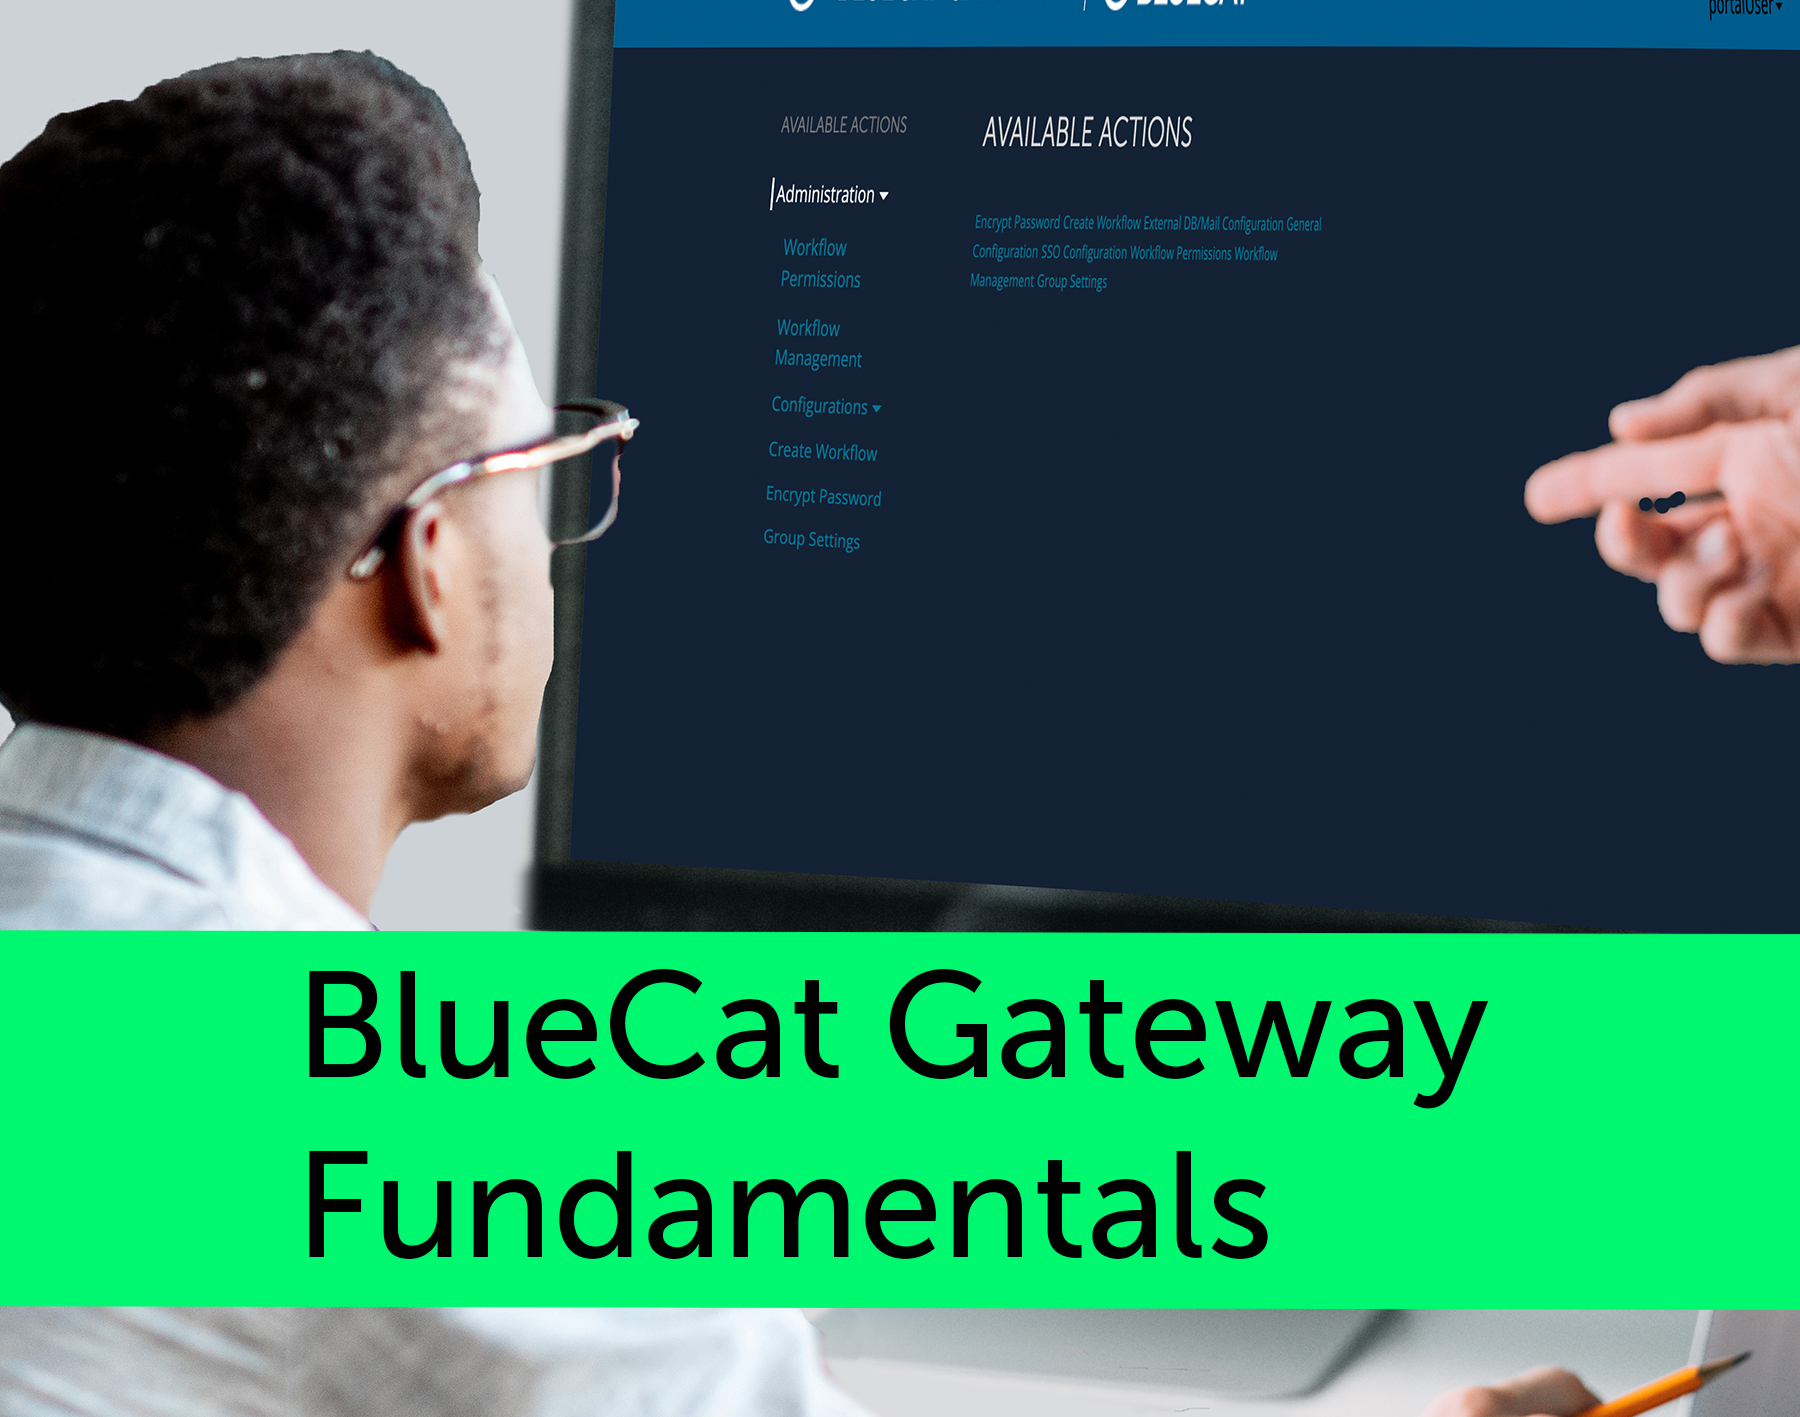 portalUser
AVAILABLE ACTIONS
Administration
Workflow
Permissions
Workflow
Management
Configurations
Create Workflow
Encrypt Password
Group Settings
AVAILABLE ACTIONS
Encrypt Password Create Workflow External DB/Mail Configuration General
Configuration SSO Configuration Workflow Permissions Workflow
Management Group Settings
BlueCat Gateway
Fundamentals